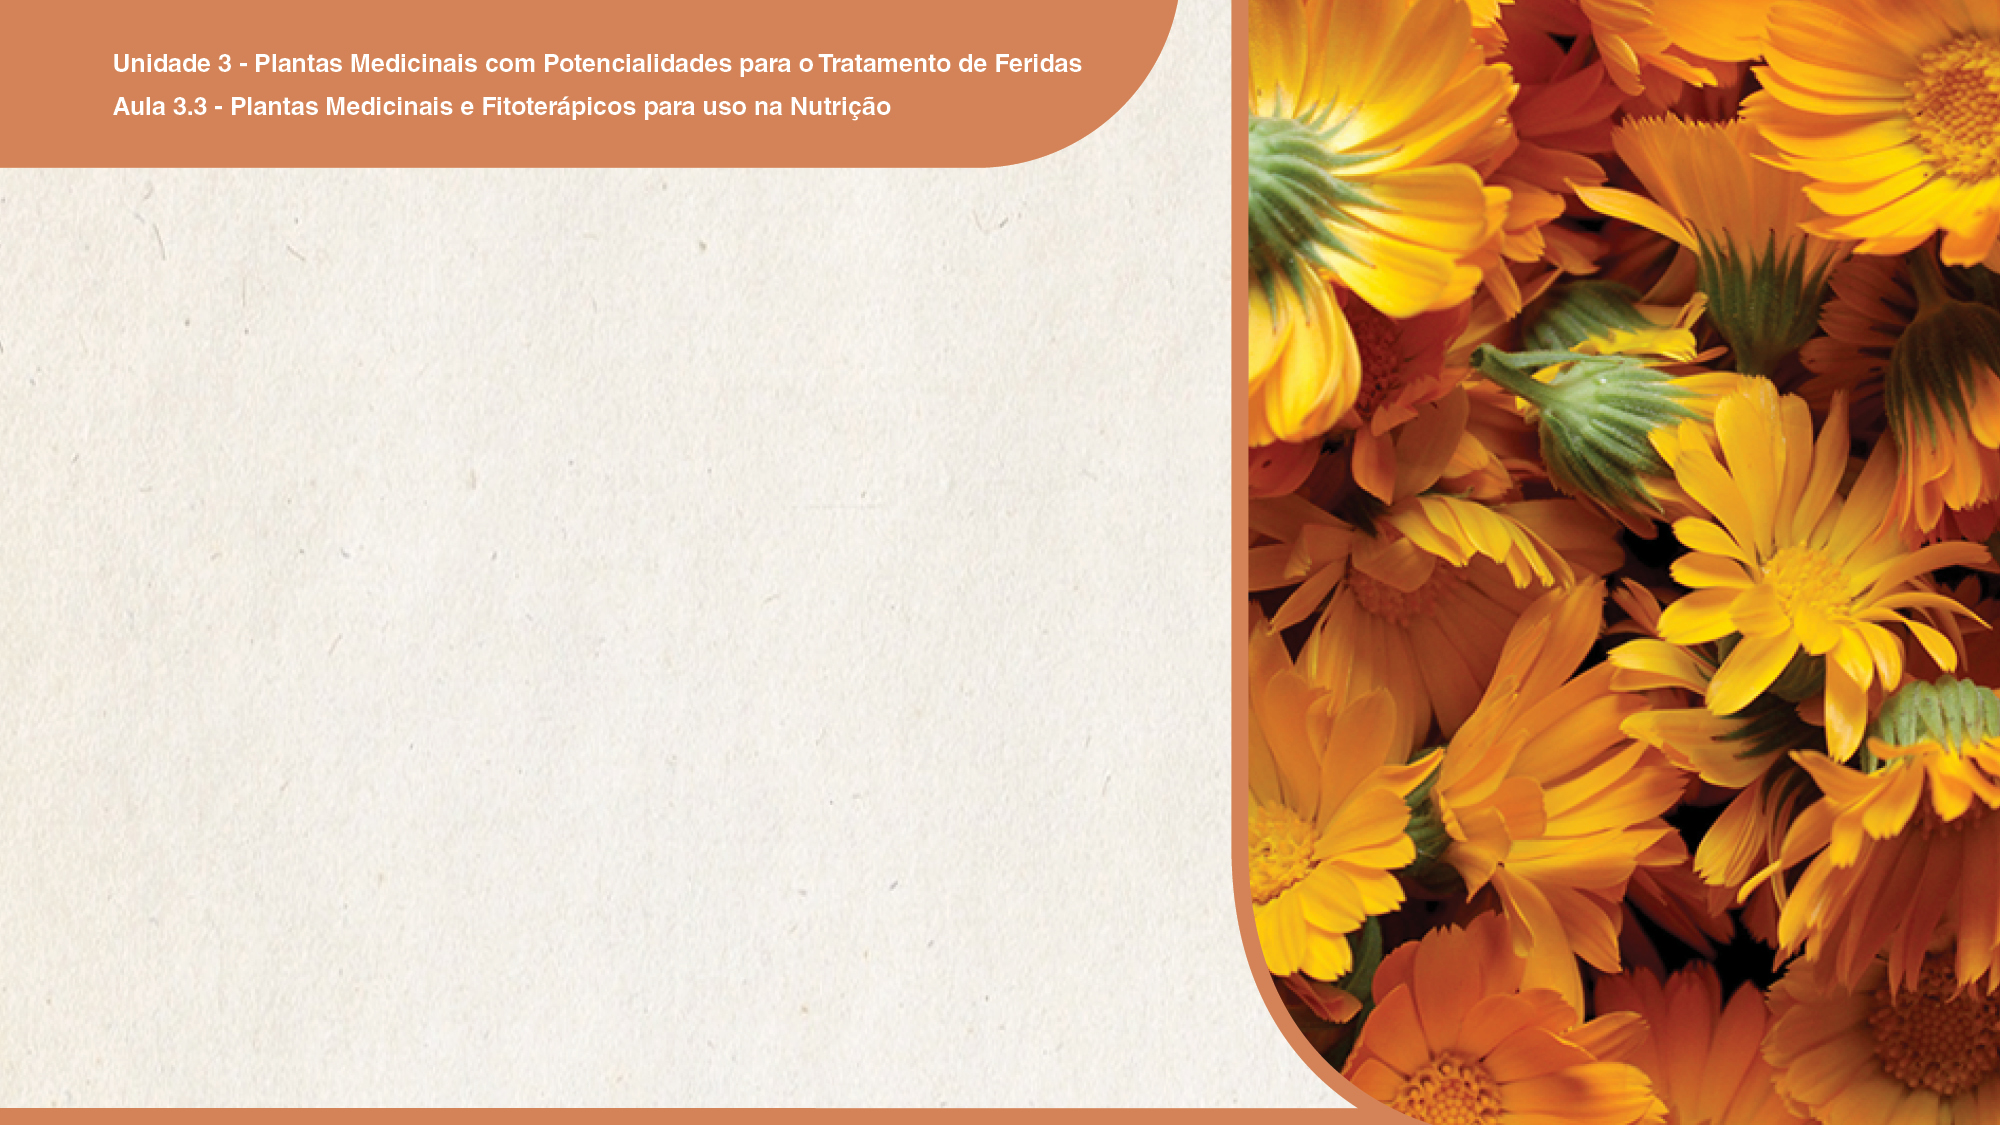 Unidade 3 - Plantas Medicinais com Potencialidades para o Tratamento de Feridas
Aula 3.3 - Plantas Medicinais e Fitoterápicos para uso na Nutrição